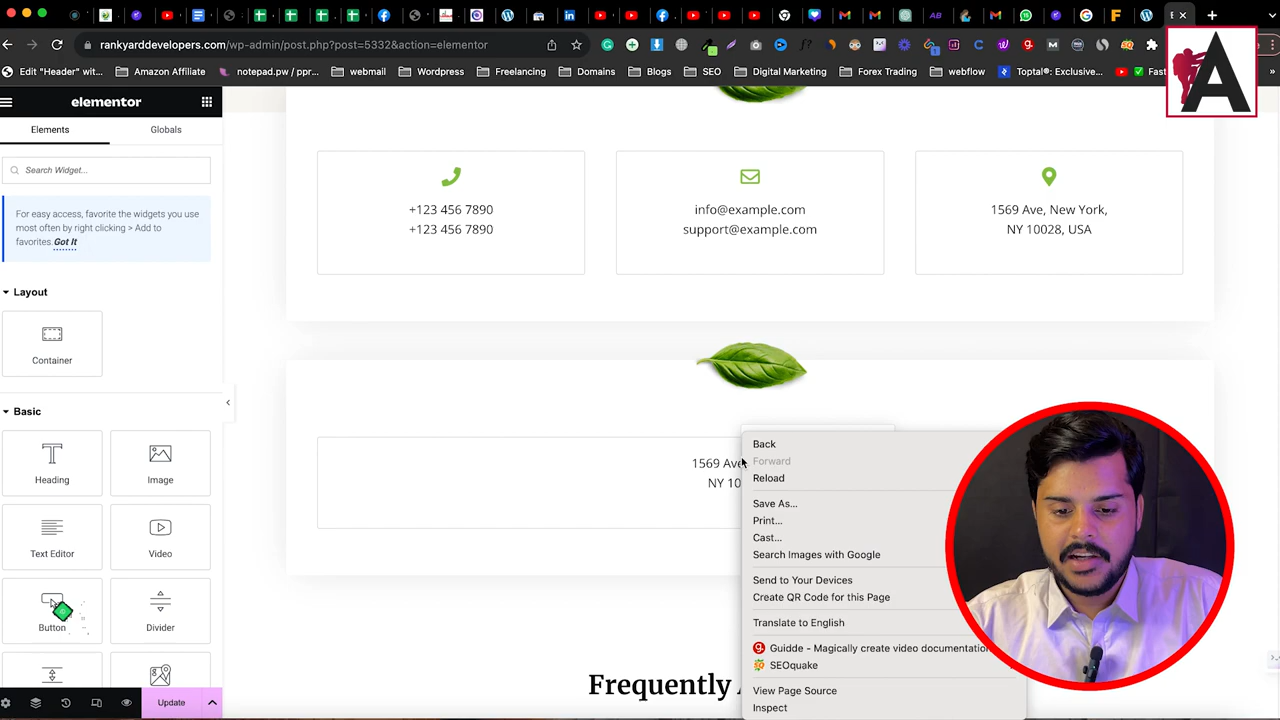 E
rankyarddevelopers.com/wp-admin/post.php?post=5332&action=elementor
Edit "Header" wit...
Amazon Affiliate
notepad.pw / ppr...
webmail
Wordpress
Freelancing
Domains
Blogs
SEO
Digital Marketing
Forex Trading
webflow
Toptal®: Exclusive...
Fast
A
elementor
Elements
Globals
Search Widget...
For easy access, favorite the widgets you use
most often by right clicking > Add to
favorites. Got It
Layout
Container
Basic
Heading
Image
Text Editor
Video
Button
Divider
Update
+123 456 7890
+123 456 7890
info@example.com
support@example.com
1569 Ave, New York,
NY 10028, USA
1569 Ave
NY 10
Frequently
Back
Forward
Reload
Save As...
Print...
Cast...
Search Images with Google
Send to Your Devices
Create QR Code for this Page
Translate to English
Guidde - Magically create video documentation
SEOquake
View Page Source
Inspect